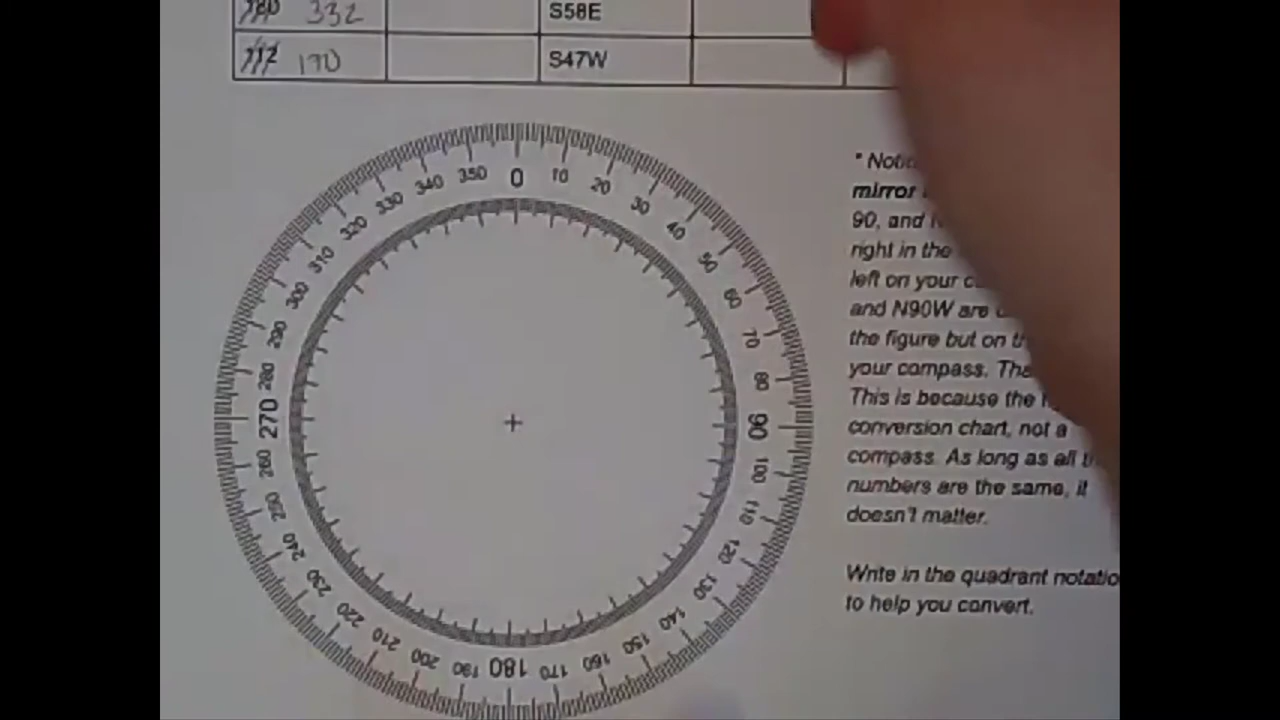 332 S58E
170 S47W
0 10 20 30 40 50 60 70 80 90 100 110 120 130 140 150 160 170 180 190 200 210 220 230 240 250 260 270 280 290 300 310 320 330 340 350
mirror
90, and
right in the
left on your
and N90W are
the figure but on
your compass.
This is because the
conversion chart, not a
compass. As long as all
numbers are the same, it
doesn't matter.
Write in the quadrant
to help you convert.